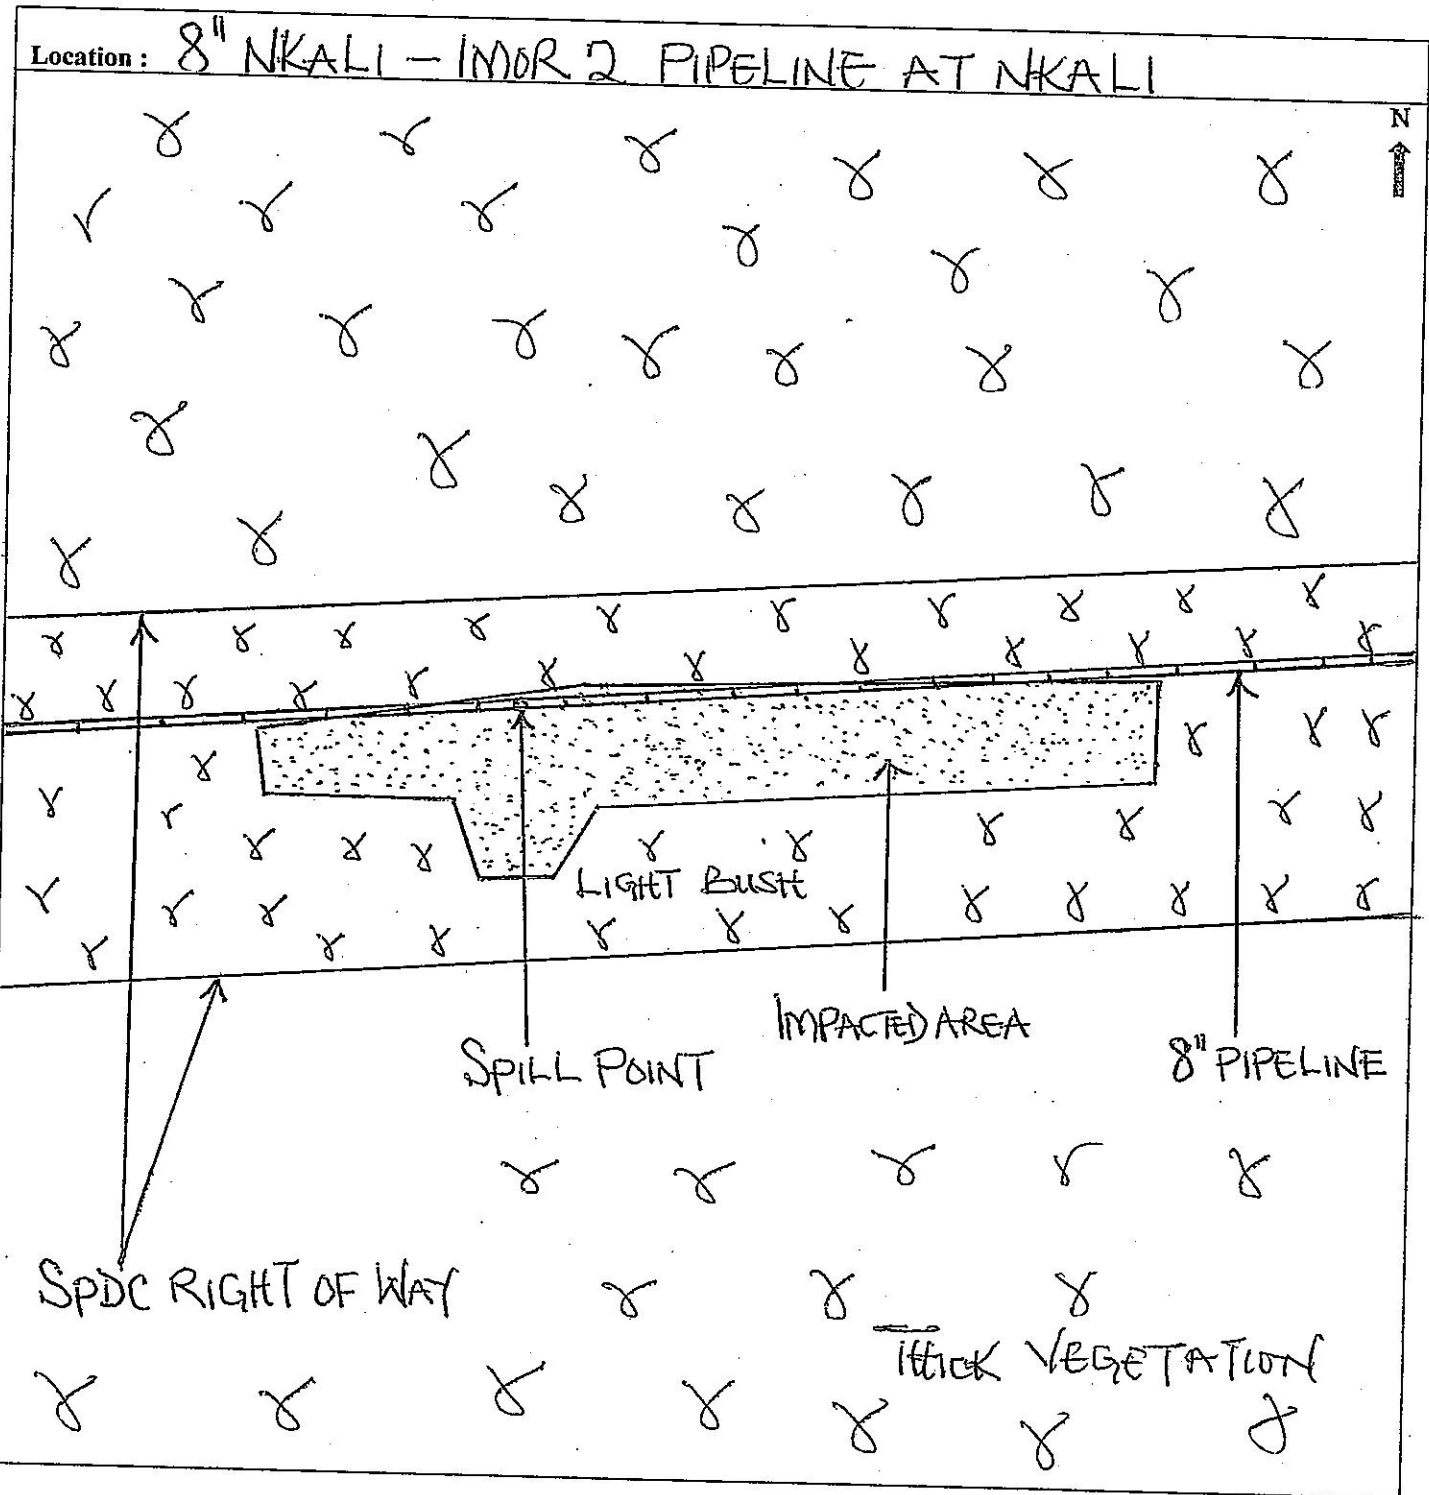 Location : 8" NKALI - IMOR 2 PIPELINE AT NKALI
N
LIGHT BUSH
IMPACTED AREA
SPILL POINT
8" PIPELINE
SPDC RIGHT OF WAY
THICK VEGETATION